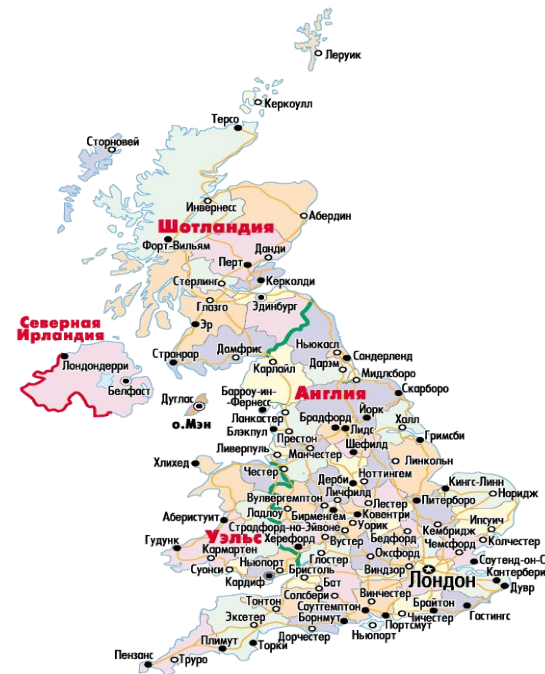 Леруик
Керкоулл
Терсо
Сторновей
Инвернесс
Абердин
Шотландия
Форт-Вильям
Данди
Перт
Стерлинг
Керколди
Глазго
Эдинбург
Северная
Ирландия
Эр
Ньюкасл
Сандерленд
Странрар
Дамфрис
Дарэм
Лондондерри
Карлайл
Мидлсборо
Белфаст
Дуглас
Барроу-ин-
-Фернесс
Англия
Скарборо
о.Мэн
Ланкастер
Йорк
Брадфорд
Халл
Блэкпул
Лидс
Престон
Гримсби
Ливерпуль
Шефилд
Манчестер
Хлихед
Линкольн
Честер
Ноттингем
Дерби
Кингс-Линн
Личфилд
Норидж
Вулвергемптон
Лестер
Питерборо
Ладлоу
Бирменгем
Аберистуит
Ковентри
Ипсуич
Страдфорд-на-Эйвоне
Уорик
Кембридж
Уэльс
Херефорд
Вустер
Бедфорд
Колчестер
Гудунк
Чемсфорд
Кармартен
Оксфорд
Глостер
Саутенд-он-С
Ньюпорт
Суонси
Виндзор
Бристоль
Кантербери
Кардиф
Лондон
Бат
Дувр
Солсбери
Винчестер
Тонтон
Саутгемптон
Брайтон
Эксетер
Борнмут
Чичестер
Гастингс
Портсмут
Дорчестер
Ньюпорт
Плимут
Торки
Пензанс
Труро